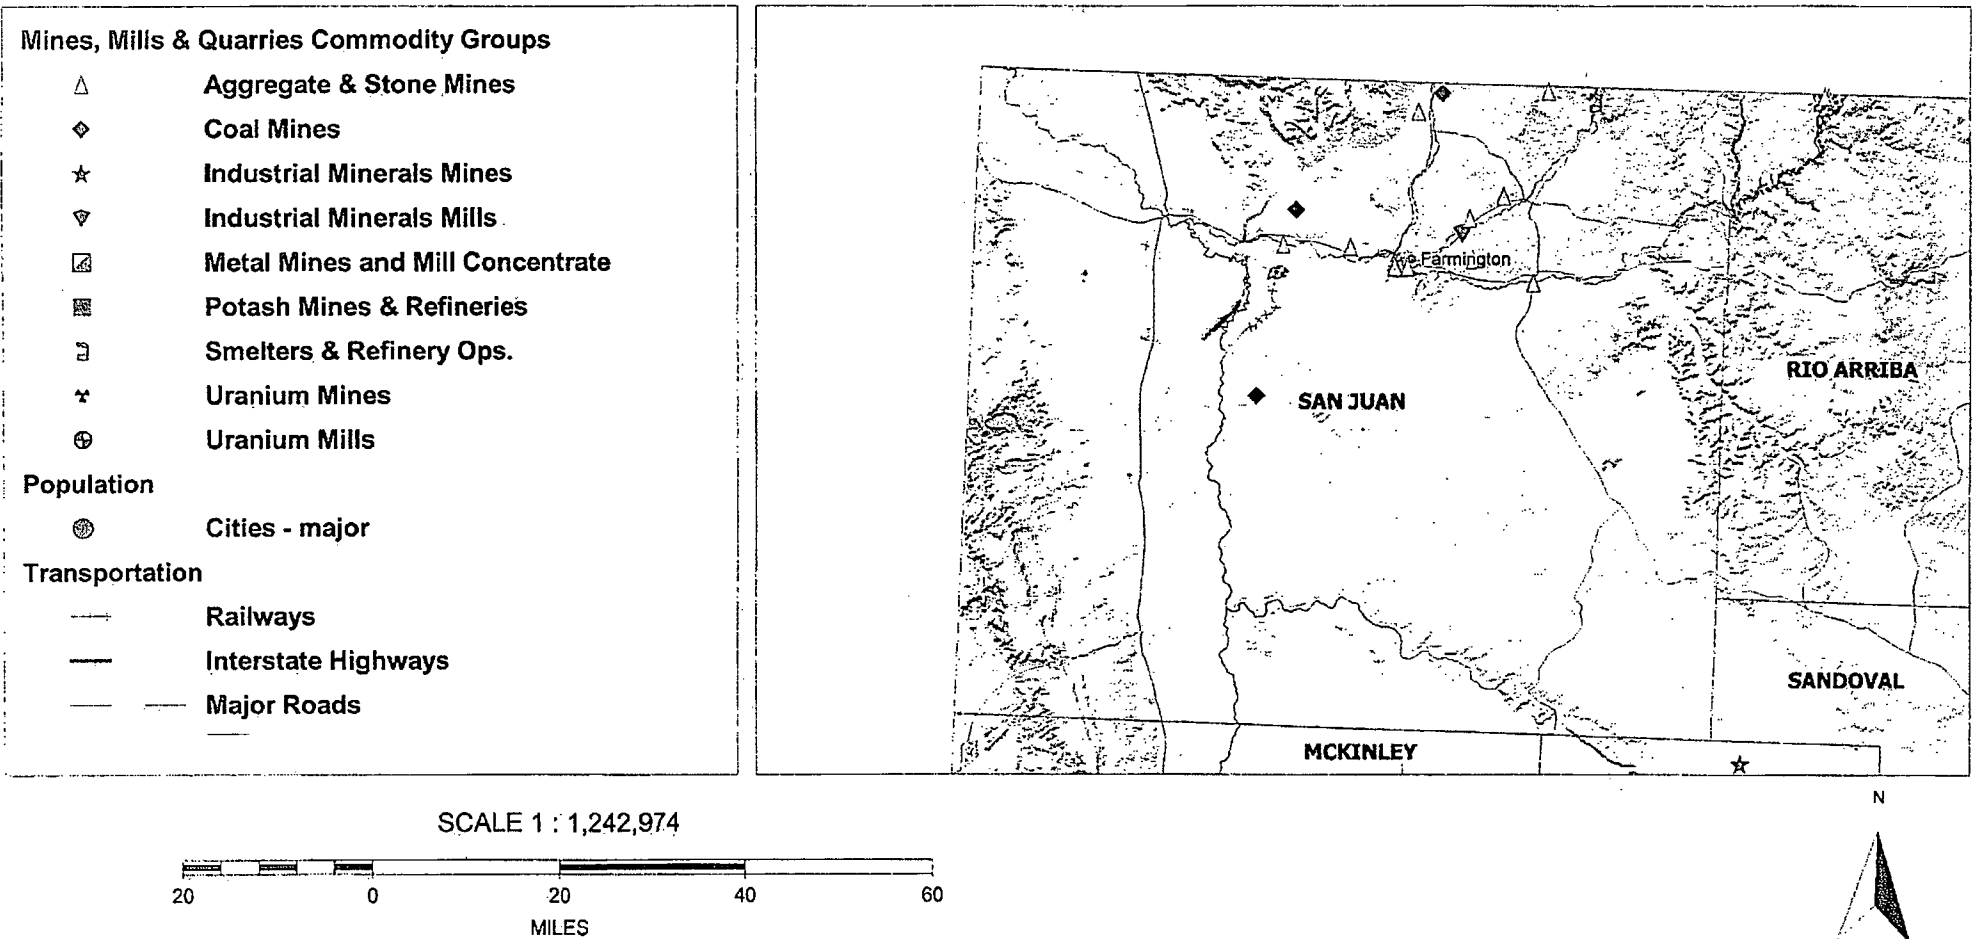 Mines, Mills & Quarries Commodity Groups
Aggregate & Stone Mines
Coal Mines
Industrial Minerals Mines
Industrial Minerals Mills
Metal Mines and Mill Concentrate
Potash Mines & Refineries
Smelters & Refinery Ops.
Uranium Mines
Uranium Mills
Population
Cities - major
Transportation
Railways
Interstate Highways
Major Roads
Farmington
RIO ARRIBA
SAN JUAN
SANDOVAL
MCKINLEY
SCALE 1 : 1,242,974
20 0 20 40 60
MILES
N